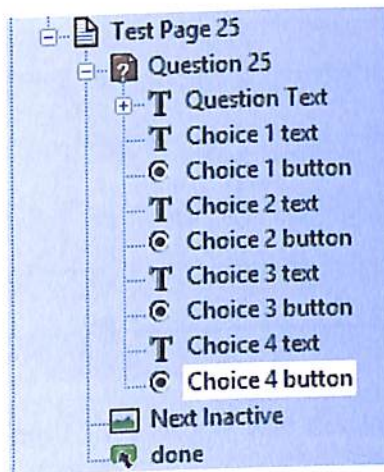 Test Page 25
Question 25
Question Text
Choice 1 text
Choice 1 button
Choice 2 text
Choice 2 button
Choice 3 text
Choice 3 button
Choice 4 text
Choice 4 button
Next Inactive
done